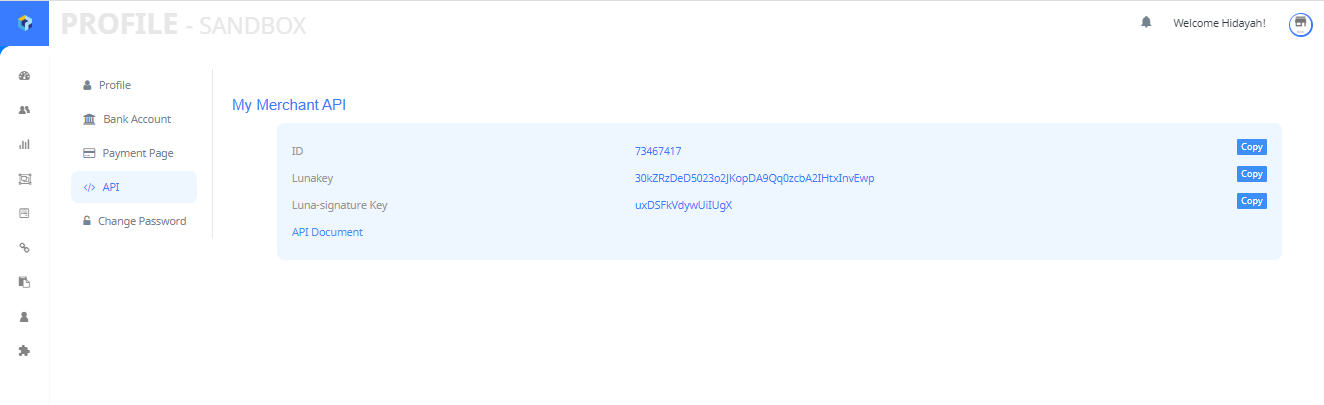 PROFILE - SANDBOX
Welcome Hidayah!
Profile
Bank Account
Payment Page
</> API
Change Password
My Merchant API
ID 73467417 Copy
Lunakey 30kZRzDeD5023o2JKopDA9Qq0zcbA2IHtxInvEwp Copy
Luna-signature Key uxDSFkVdywUiIUgX Copy
API Document